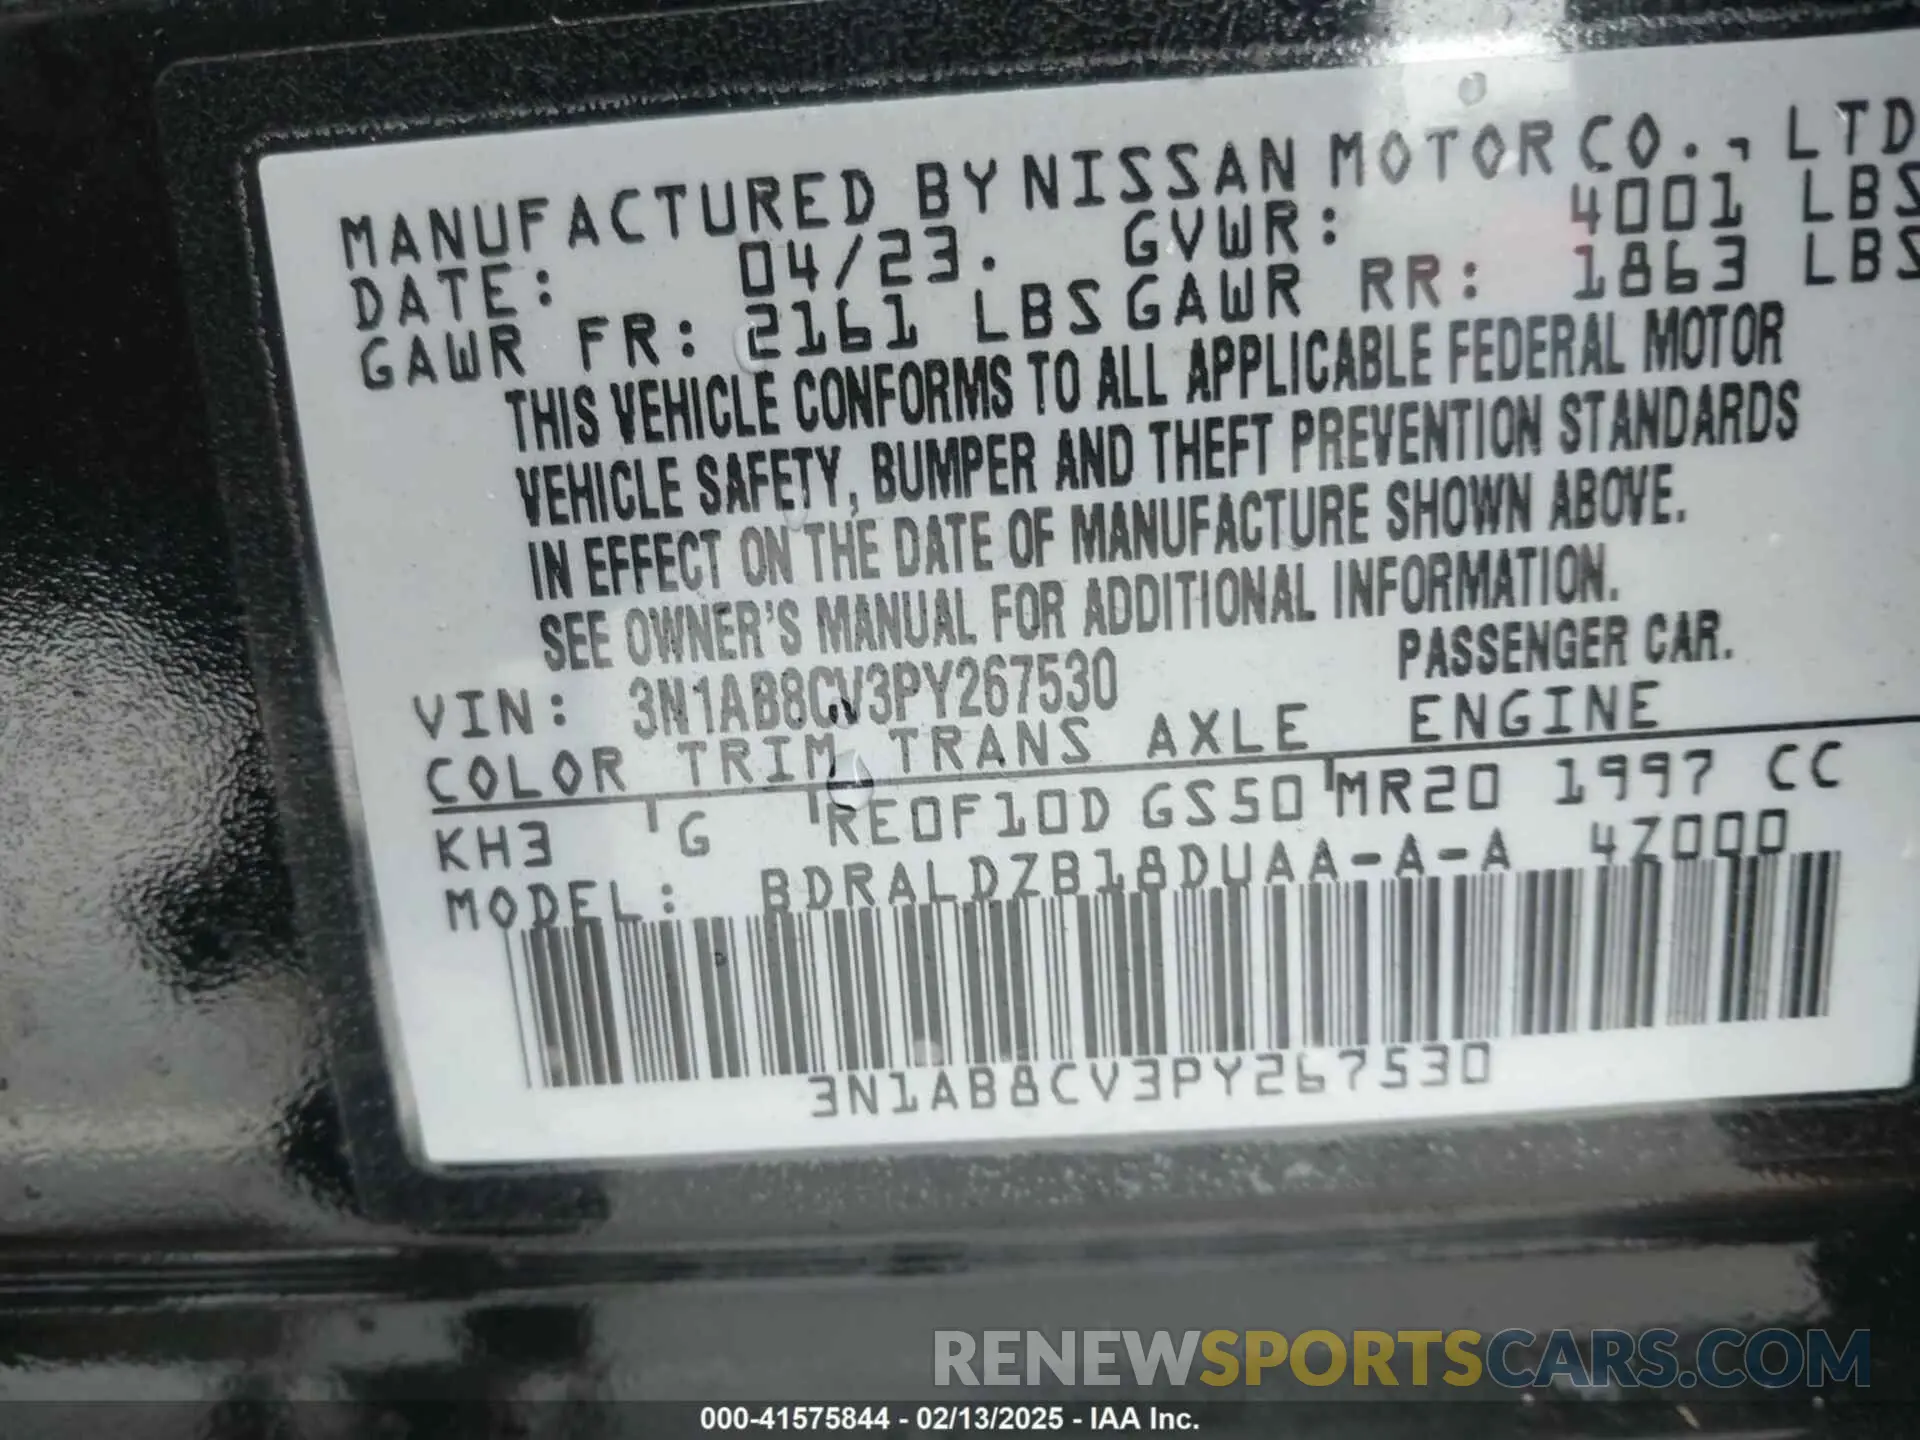 MANUFACTURED BY NISSAN MOTOR CO., LTD
DATE: 04/23. GVWR: 4001 LBS
GAWR FR: 2161 LBS GAWR RR: 1863 LBS
THIS VEHICLE CONFORMS TO ALL APPLICABLE FEDERAL MOTOR
VEHICLE SAFETY, BUMPER AND THEFT PREVENTION STANDARDS
IN EFFECT ON THE DATE OF MANUFACTURE SHOWN ABOVE.
SEE OWNER'S MANUAL FOR ADDITIONAL INFORMATION.
VIN: 3N1AB8CV3PY267530 PASSENGER CAR.
COLOR TRIM TRANS AXLE ENGINE
KH3 G RE0F10D GS50 MR20 1997 CC
MODEL: BDRALDZB18DUAA-A-A 4Z000
3N1AB8CV3PY267530
RENEWSPORTSCARS.COM
000-41575844 - 02/13/2025 - IAA Inc.